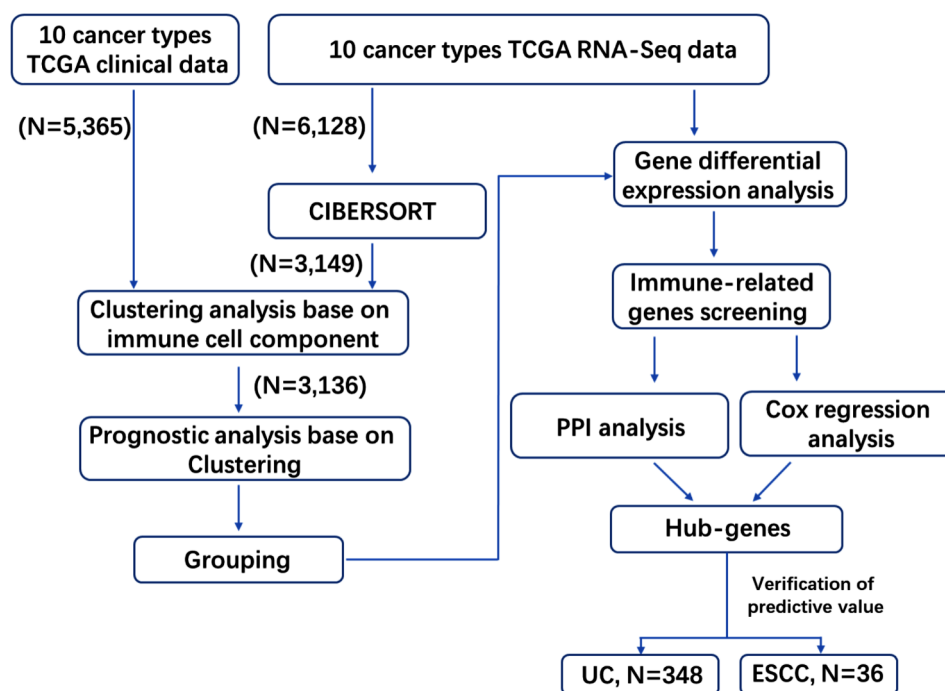 10 cancer types
TCGA clinical data
10 cancer types TCGA RNA-Seq data
(N=5,365)
(N=6,128)
Gene differential
expression analysis
CIBERSORT
(N=3,149)
Immune-related
genes screening
Clustering analysis base on
immune cell component
(N=3,136)
PPI analysis
Cox regression
analysis
Prognostic analysis base on
Clustering
Hub-genes
Grouping
Verification of
predictive value
UC, N=348
ESCC, N=36